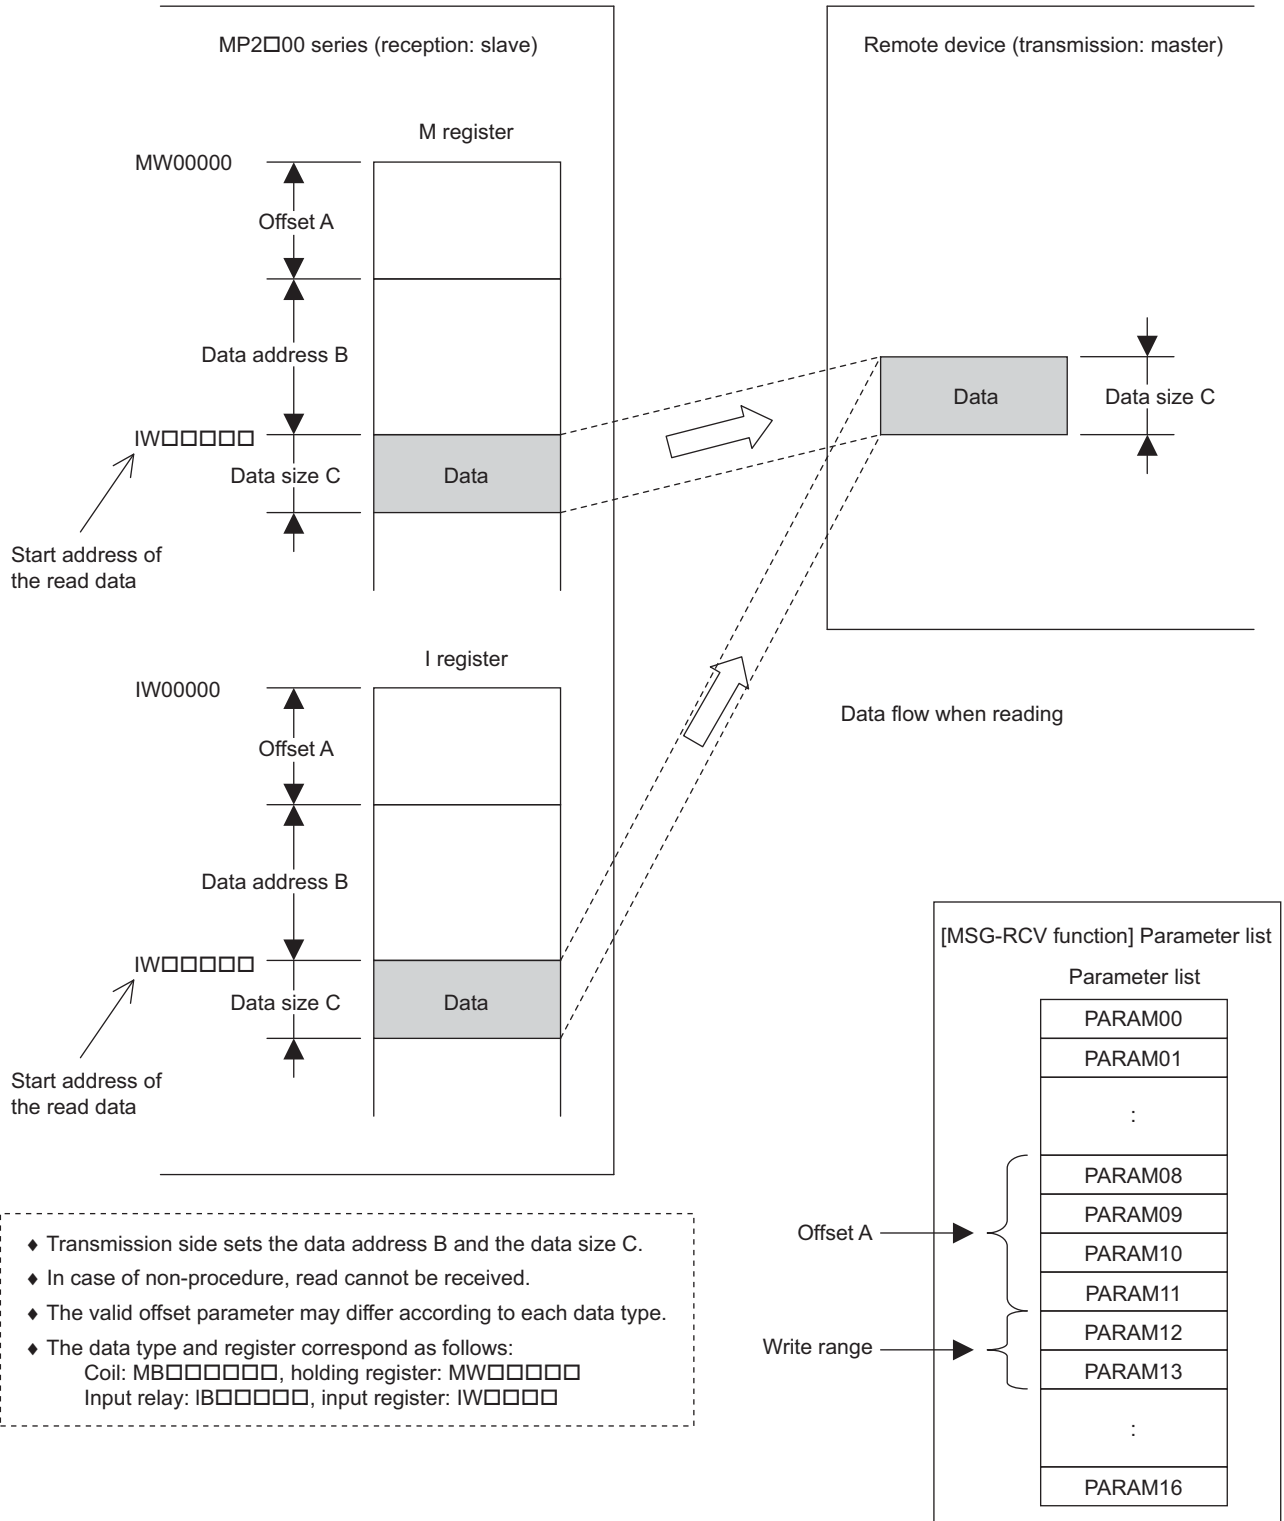 MP2□00 series (reception: slave)
Remote device (transmission: master)
M register
MW00000
Offset A
Data address B
IW□□□□□
Data size C
Data
Start address of
the read data
Data
Data size C
I register
IW00000
Offset A
Data address B
IW□□□□□
Data size C
Data
Start address of
the read data
Data flow when reading
[MSG-RCV function] Parameter list
Parameter list
PARAM00
PARAM01
:
PARAM08
PARAM09
PARAM10
PARAM11
PARAM12
PARAM13
:
PARAM16
Offset A
Write range
♦ Transmission side sets the data address B and the data size C.
♦ In case of non-procedure, read cannot be received.
♦ The valid offset parameter may differ according to each data type.
♦ The data type and register correspond as follows:
Coil: MB□□□□□□, holding register: MW□□□□□
Input relay: IB□□□□□, input register: IW□□□□